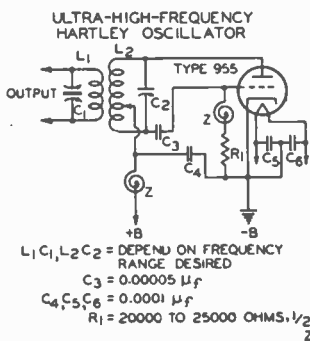 ULTRA-HIGH-FREQUENCY
HARTLEY OSCILLATOR
L1 L2
TYPE 955
OUTPUT
C1
C2
C3
Z
R1
C4
C5 C6
Z
+B
-B
L1C1,L2C2 = DEPEND ON FREQUENCY
RANGE DESIRED
C3 = 0.00005 μf
C4,C5,C6 = 0.0001 μf
R1 = 20000 TO 25000 OHMS, 1/2
Z